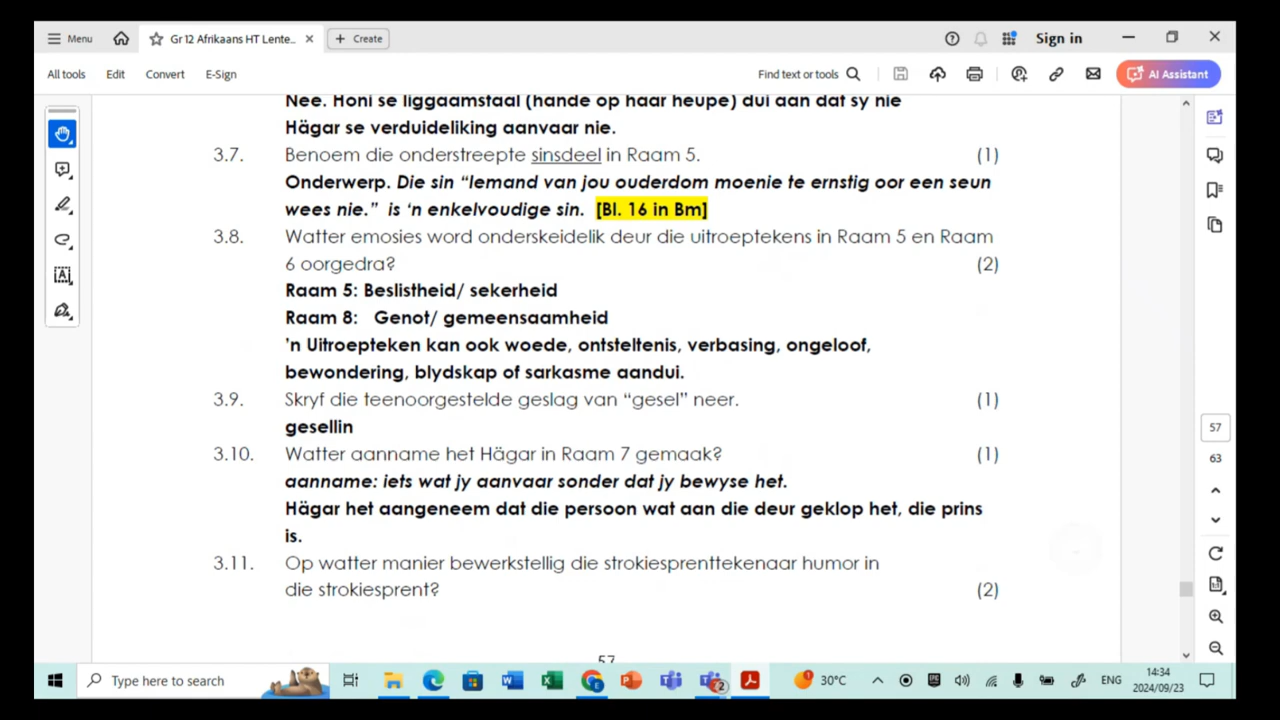 Menu
Gr 12 Afrikaans HT Lente...
Create
Sign in
All tools
Edit
Convert
E-Sign
Find text or tools
AI Assistant
Nee. Honi se liggaamstaal (hande op haar heupe) dui aan dat sy nie
Hägar se verduideliking aanvaar nie.
3.7. Benoem die onderstreepte sinsdeel in Raam 5. (1)
Onderwerp. Die sin “Iemand van jou ouderdom moenie te ernstig oor een seun
wees nie.” is ‘n enkelvoudige sin. [Bl. 16 in Bm]
3.8. Watter emosies word onderskeidelik deur die uitroeptekens in Raam 5 en Raam
6 oorgedra? (2)
Raam 5: Beslistheid/ sekerheid
Raam 8: Genot/ gemeensaamheid
’n Uitroepteken kan ook woede, ontsteltenis, verbasing, ongeloof,
bewondering, blydskap of sarkasme aandui.
3.9. Skryf die teenoorgestelde geslag van “gesel” neer. (1)
gesellin
3.10. Watter aanname het Hägar in Raam 7 gemaak? (1)
aanname: iets wat jy aanvaar sonder dat jy bewyse het.
Hägar het aangeneem dat die persoon wat aan die deur geklop het, die prins
is.
3.11. Op watter manier bewerkstellig die strokiesprenttekenaar humor in
die strokiesprent? (2)
57
57
63
Type here to search
30°C
ENG
14:34
2024/09/23